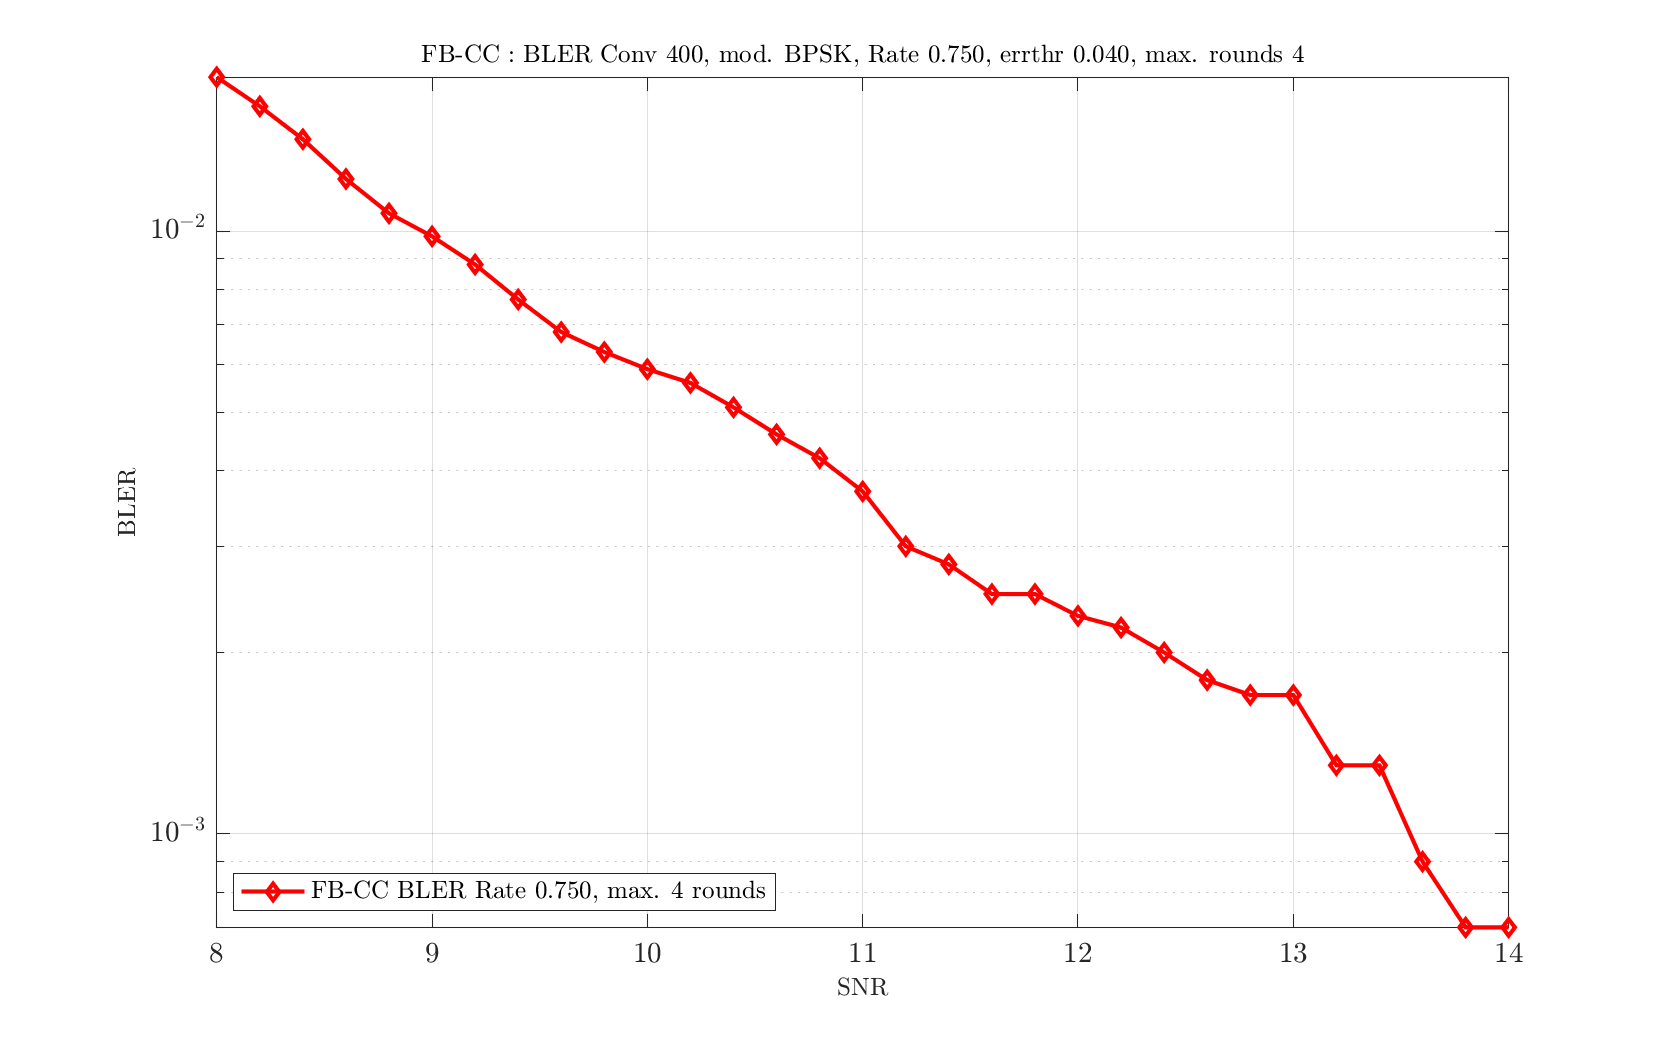 FB-CC : BLER Conv 400, mod. BPSK, Rate 0.750, errthr 0.040, max. rounds 4
10⁻²
BLER
10⁻³
FB-CC BLER Rate 0.750, max. 4 rounds
8 9 10 11 12 13 14
SNR